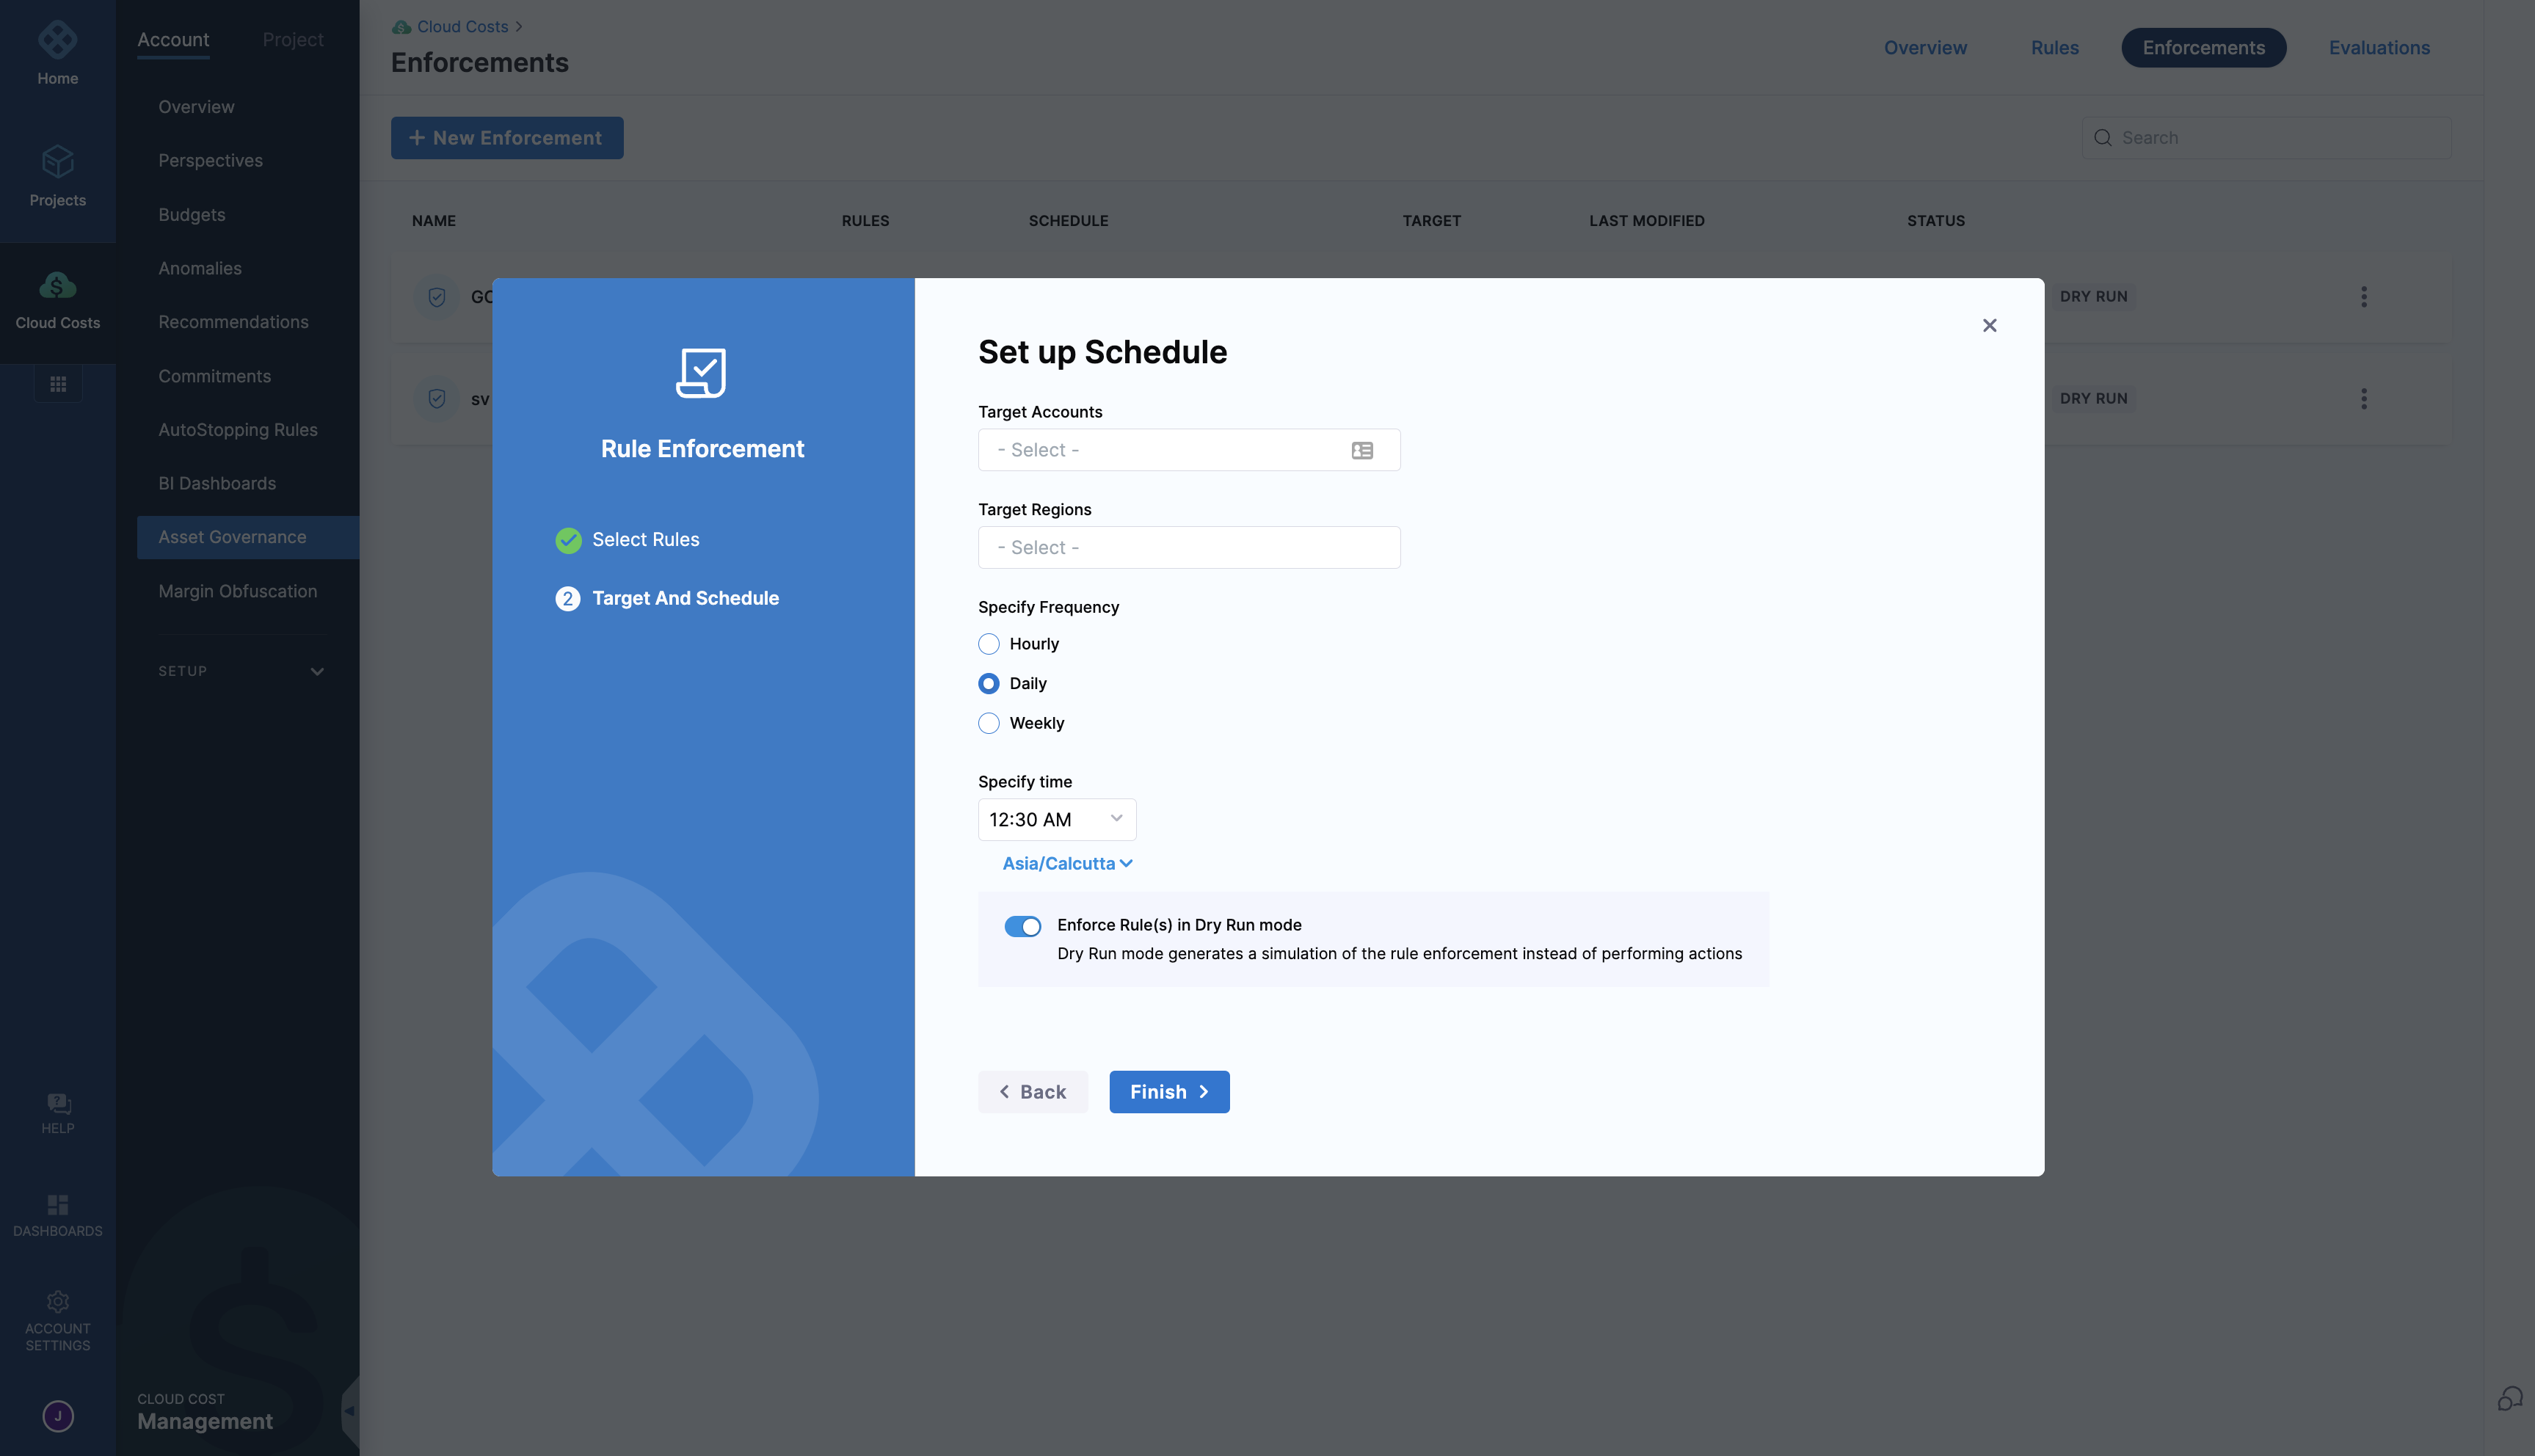 Home
Projects
Cloud Costs
HELP
DASHBOARDS
ACCOUNT
SETTINGS
J
Account
Project
Overview
Perspectives
Budgets
Anomalies
Recommendations
Commitments
AutoStopping Rules
BI Dashboards
Asset Governance
Margin Obfuscation
SETUP
CLOUD COST
Management
Cloud Costs >
Enforcements
Overview
Rules
Enforcements
Evaluations
+ New Enforcement
Search
NAME
RULES
SCHEDULE
TARGET
LAST MODIFIED
STATUS
DRY RUN
sv
DRY RUN
Rule Enforcement
Select Rules
2 Target And Schedule
Set up Schedule
Target Accounts
- Select -
Target Regions
- Select -
Specify Frequency
Hourly
Daily
Weekly
Specify time
12:30 AM
Asia/Calcutta
Enforce Rule(s) in Dry Run mode
Dry Run mode generates a simulation of the rule enforcement instead of performing actions
Back
Finish